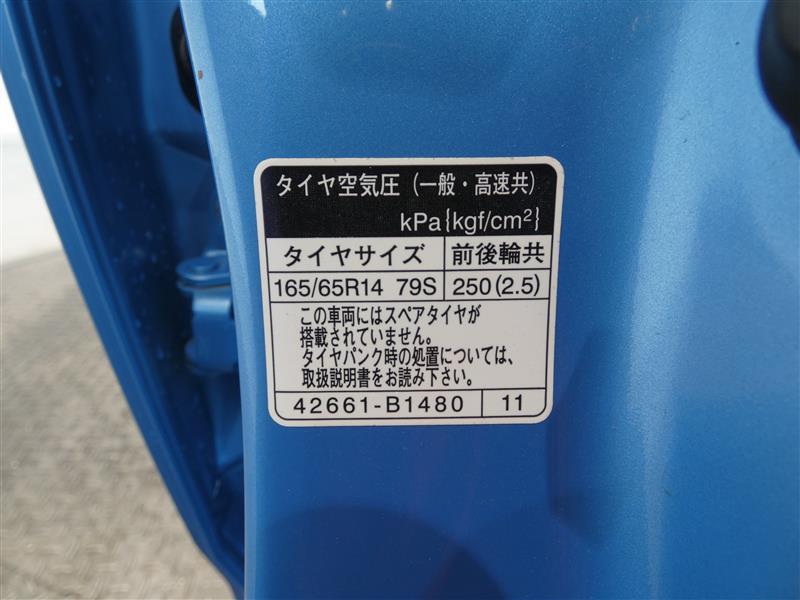 タイヤ空気圧（一般・高速共）
kPa{kgf/cm²}
タイヤサイズ 前後輪共
165/65R14 79S 250(2.5)
この車両にはスペアタイヤが
搭載されていません。
タイヤパンク時の処置については、
取扱説明書をお読み下さい。
42661-B1480 11